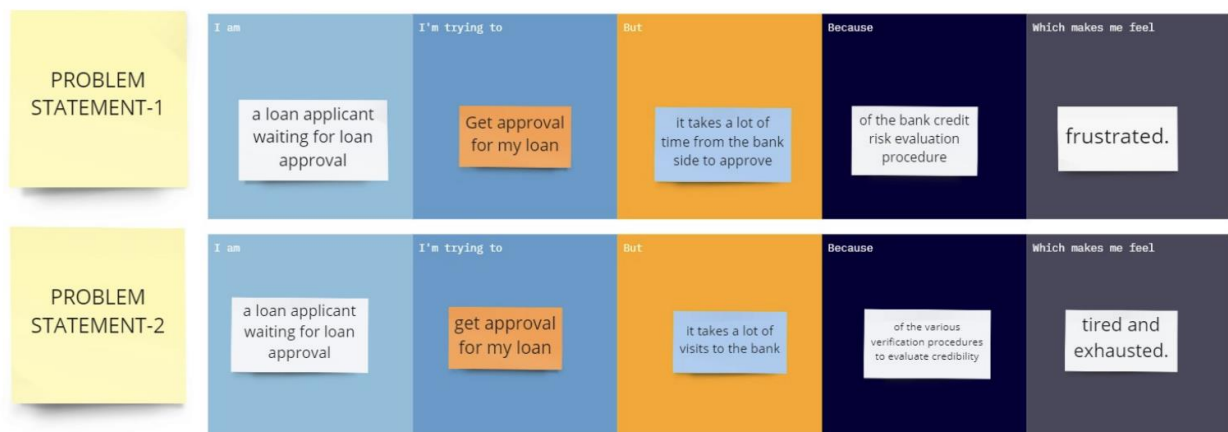 PROBLEM
STATEMENT-1
I am
a loan applicant
waiting for loan
approval
I'm trying to
Get approval
for my loan
But
it takes a lot of
time from the bank
side to approve
Because
of the bank credit
risk evaluation
procedure
Which makes me feel
frustrated.
PROBLEM
STATEMENT-2
I am
a loan applicant
waiting for loan
approval
I'm trying to
get approval
for my loan
But
it takes a lot of
visits to the bank
Because
of the various
verification procedures
to evaluate credibility
Which makes me feel
tired and
exhausted.